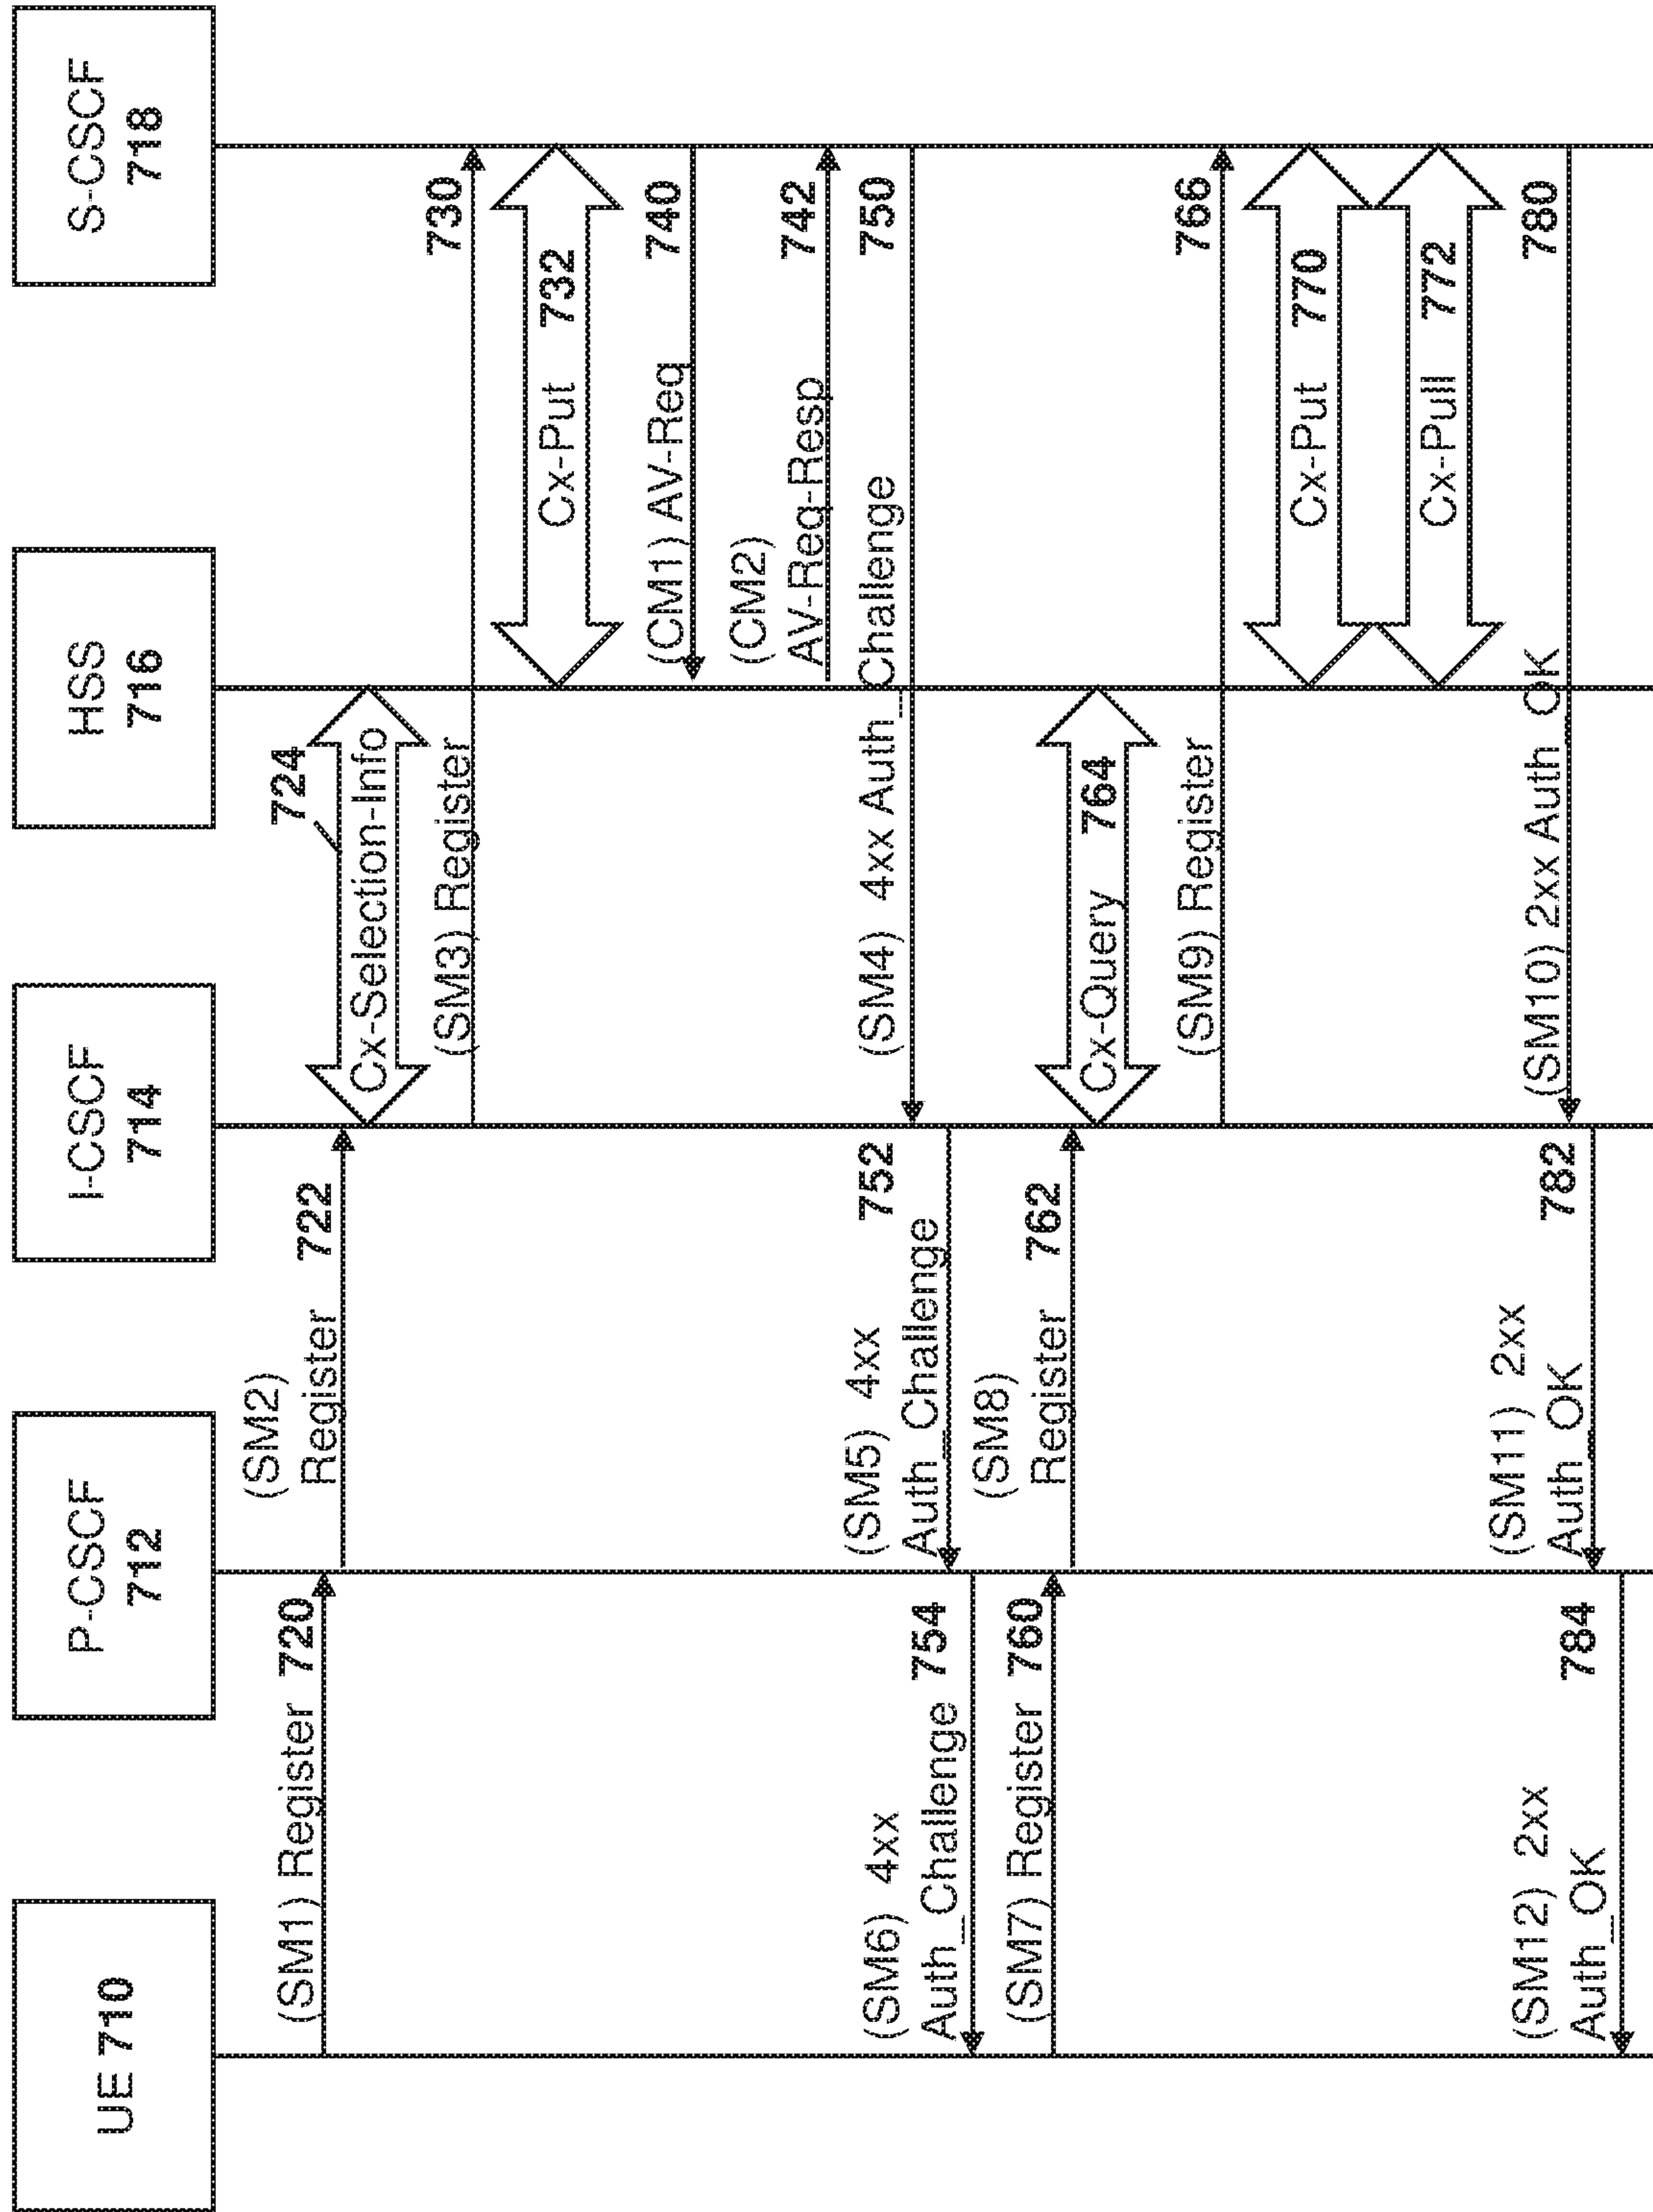 UE 710
P-CSCF
712
I-CSCF
714
HSS
716
S-CSCF
718
(SM1) Register 720
(SM2)
Register 722
724
Cx-Selection-Info
(SM3) Register 730
Cx-Put 732
(CM1) AV-Req 740
(CM2)
AV-Req-Resp 742
(SM4) 4xx Auth_Challenge 750
(SM5) 4xx 752
Auth_Challenge
(SM6) 4xx
Auth_Challenge 754
(SM7) Register 760
(SM8)
Register 762
Cx-Query 764
(SM9) Register 766
Cx-Put 770
Cx-Pull 772
(SM10) 2xx Auth_OK 780
(SM11) 2xx
Auth_OK 782
(SM12) 2xx
Auth_OK 784